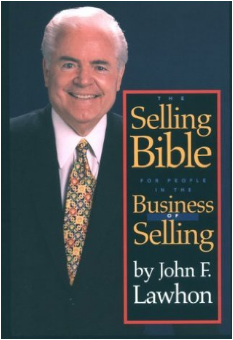 THE
Selling
Bible
FOR PEOPLE
IN THE
Business
OF
Selling
by John F.
Lawhon